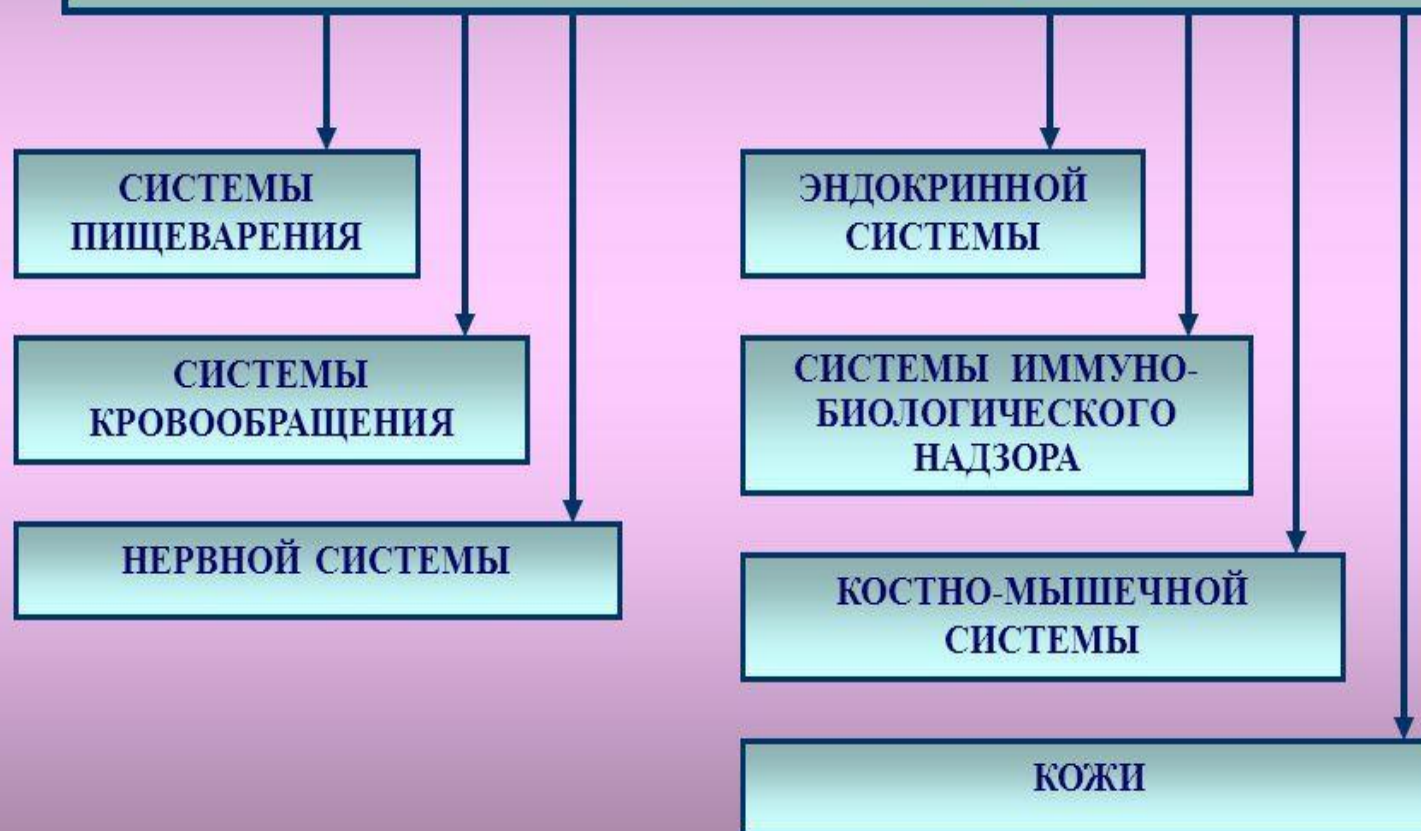 СИСТЕМЫ
ПИЩЕВАРЕНИЯ
СИСТЕМЫ
КРОВООБРАЩЕНИЯ
НЕРВНОЙ СИСТЕМЫ
ЭНДОКРИННОЙ
СИСТЕМЫ
СИСТЕМЫ ИММУНО-
БИОЛОГИЧЕСКОГО
НАДЗОРА
КОСТНО-МЫШЕЧНОЙ
СИСТЕМЫ
КОЖИ